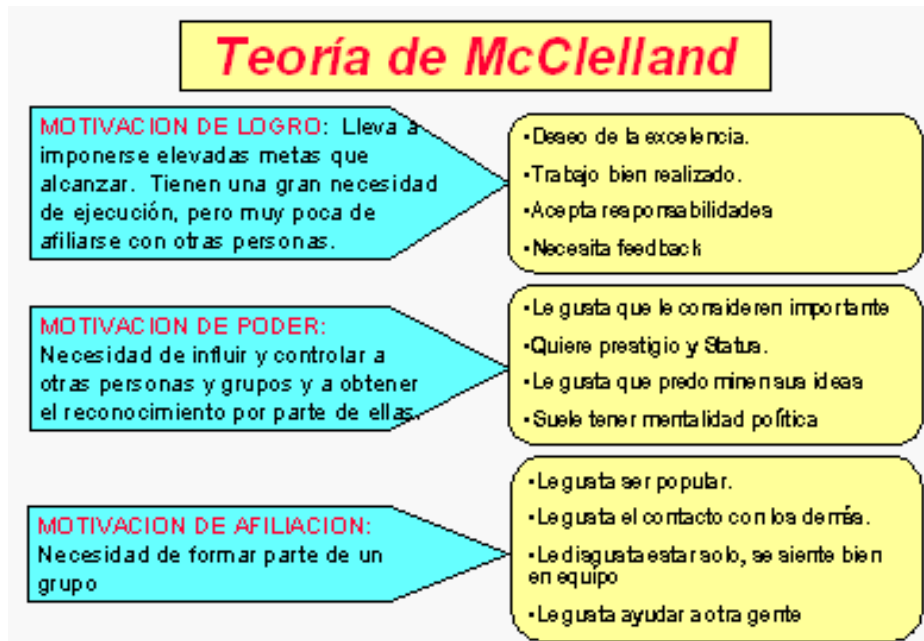 Teoría de McClelland
MOTIVACION DE LOGRO: Lleva a
imponerse elevadas metas que
alcanzar. Tienen una gran necesidad
de ejecución, pero muy poca de
afiliarse con otras personas.
•Deseo de la excelencia.
•Trabajo bien realizado.
•Acepta responsabilidades
•Necesita feedback
MOTIVACION DE PODER:
Necesidad de influir y controlar a
otras personas y grupos y a obtener
el reconocimiento por parte de ellas.
•Le gusta que le consideren importante
•Quiere prestigio y Status.
•Le gusta que predominen sus ideas
•Suele tener mentalidad política
MOTIVACION DE AFILIACION:
Necesidad de formar parte de un
grupo
•Le gusta ser popular.
•Le gusta el contacto con los demás.
•Le disgusta estar solo, se siente bien
en equipo
•Le gusta ayudar a otra gente